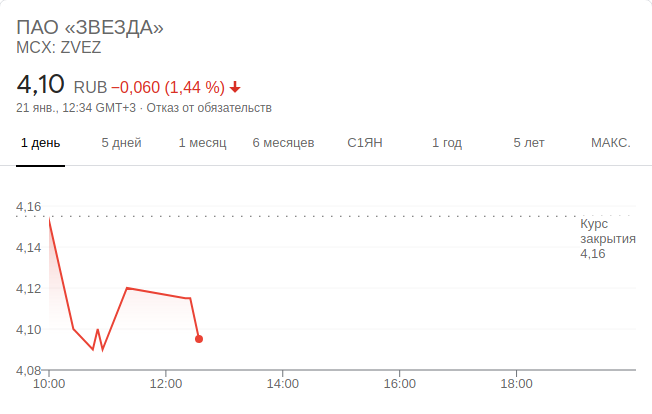 ПАО «ЗВЕЗДА»
MCX: ZVEZ
4,10 RUB −0,060 (1,44 %)
21 янв., 12:34 GMT+3 · Отказ от обязательств
1 день 5 дней 1 месяц 6 месяцев С1ЯН 1 год 5 лет МАКС.
4,16
Курс
закрытия
4,16
4,14
4,12
4,10
4,08
10:00 12:00 14:00 16:00 18:00